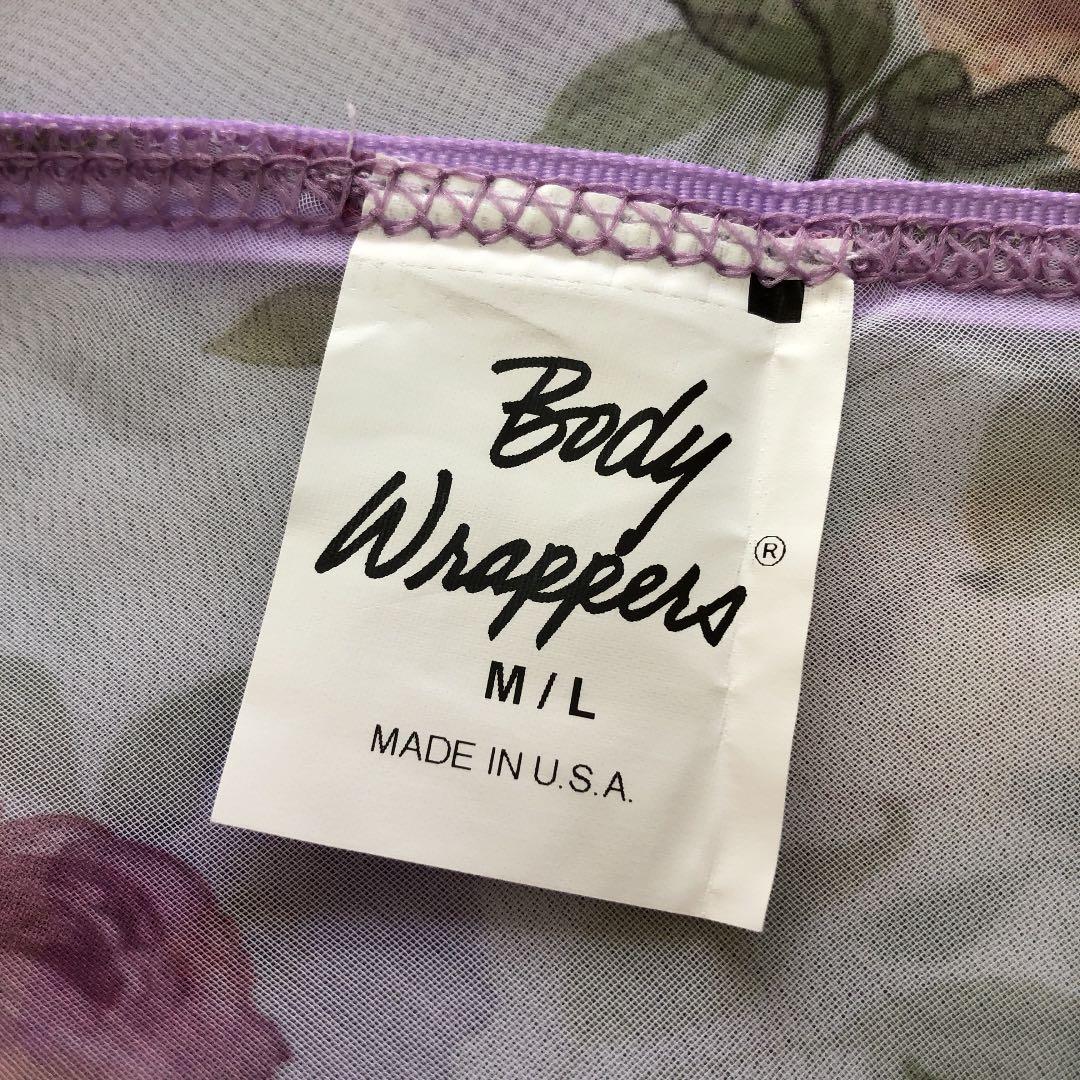 Body
Wrappers®
M / L
MADE IN U.S.A.